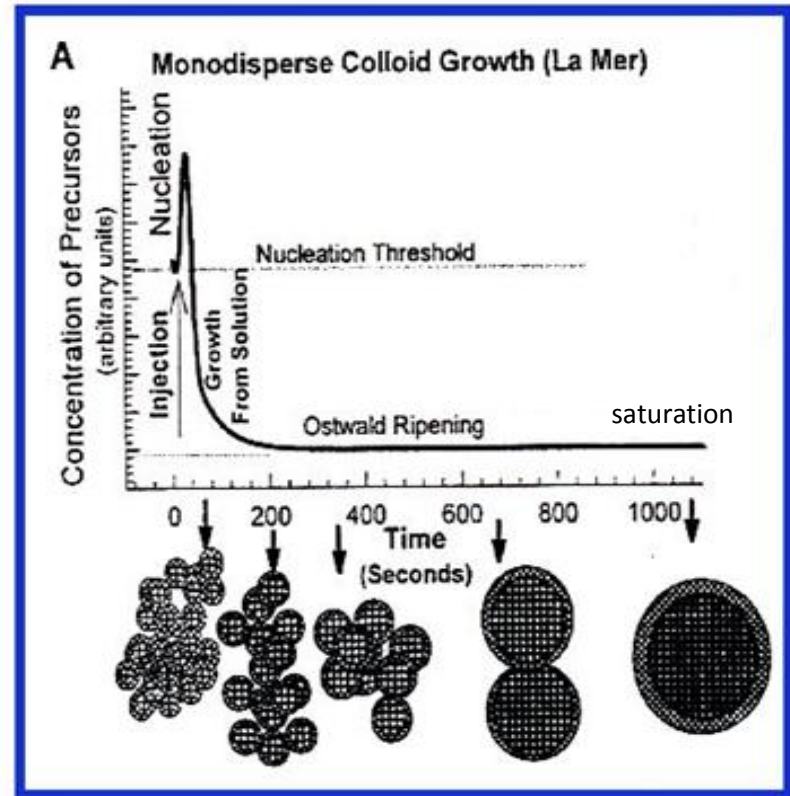 A
Monodisperse Colloid Growth (La Mer)
Concentration of Precursors
(arbitrary units)
Nucleation
Injection
Nucleation Threshold
Growth
From Solution
Ostwald Ripening
saturation
0 200 400 600 800 1000
Time
(Seconds)